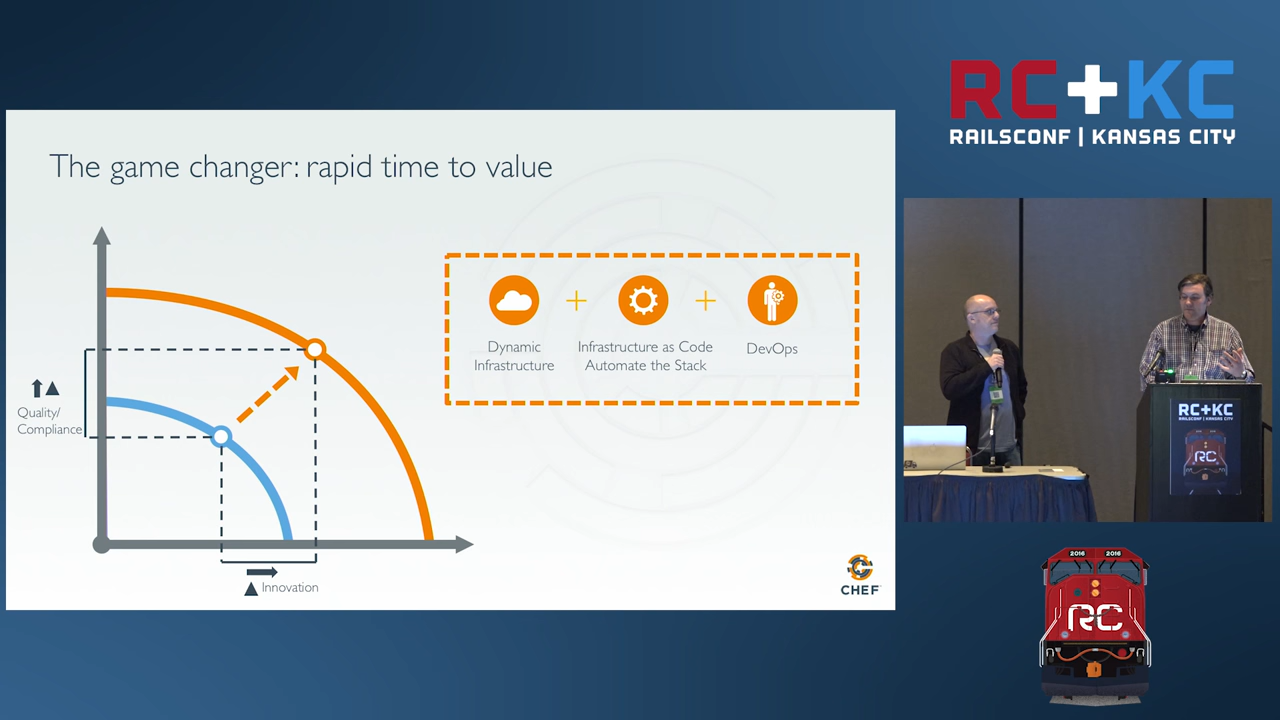 RC+KC
RAILSCONF | KANSAS CITY
The game changer: rapid time to value
Quality/
Compliance
Innovation
Dynamic
Infrastructure
+
Infrastructure as Code
Automate the Stack
+
DevOps
CHEF
RC+KC
RAILSCONF | KANSAS CITY
RC
2016
2016
RC